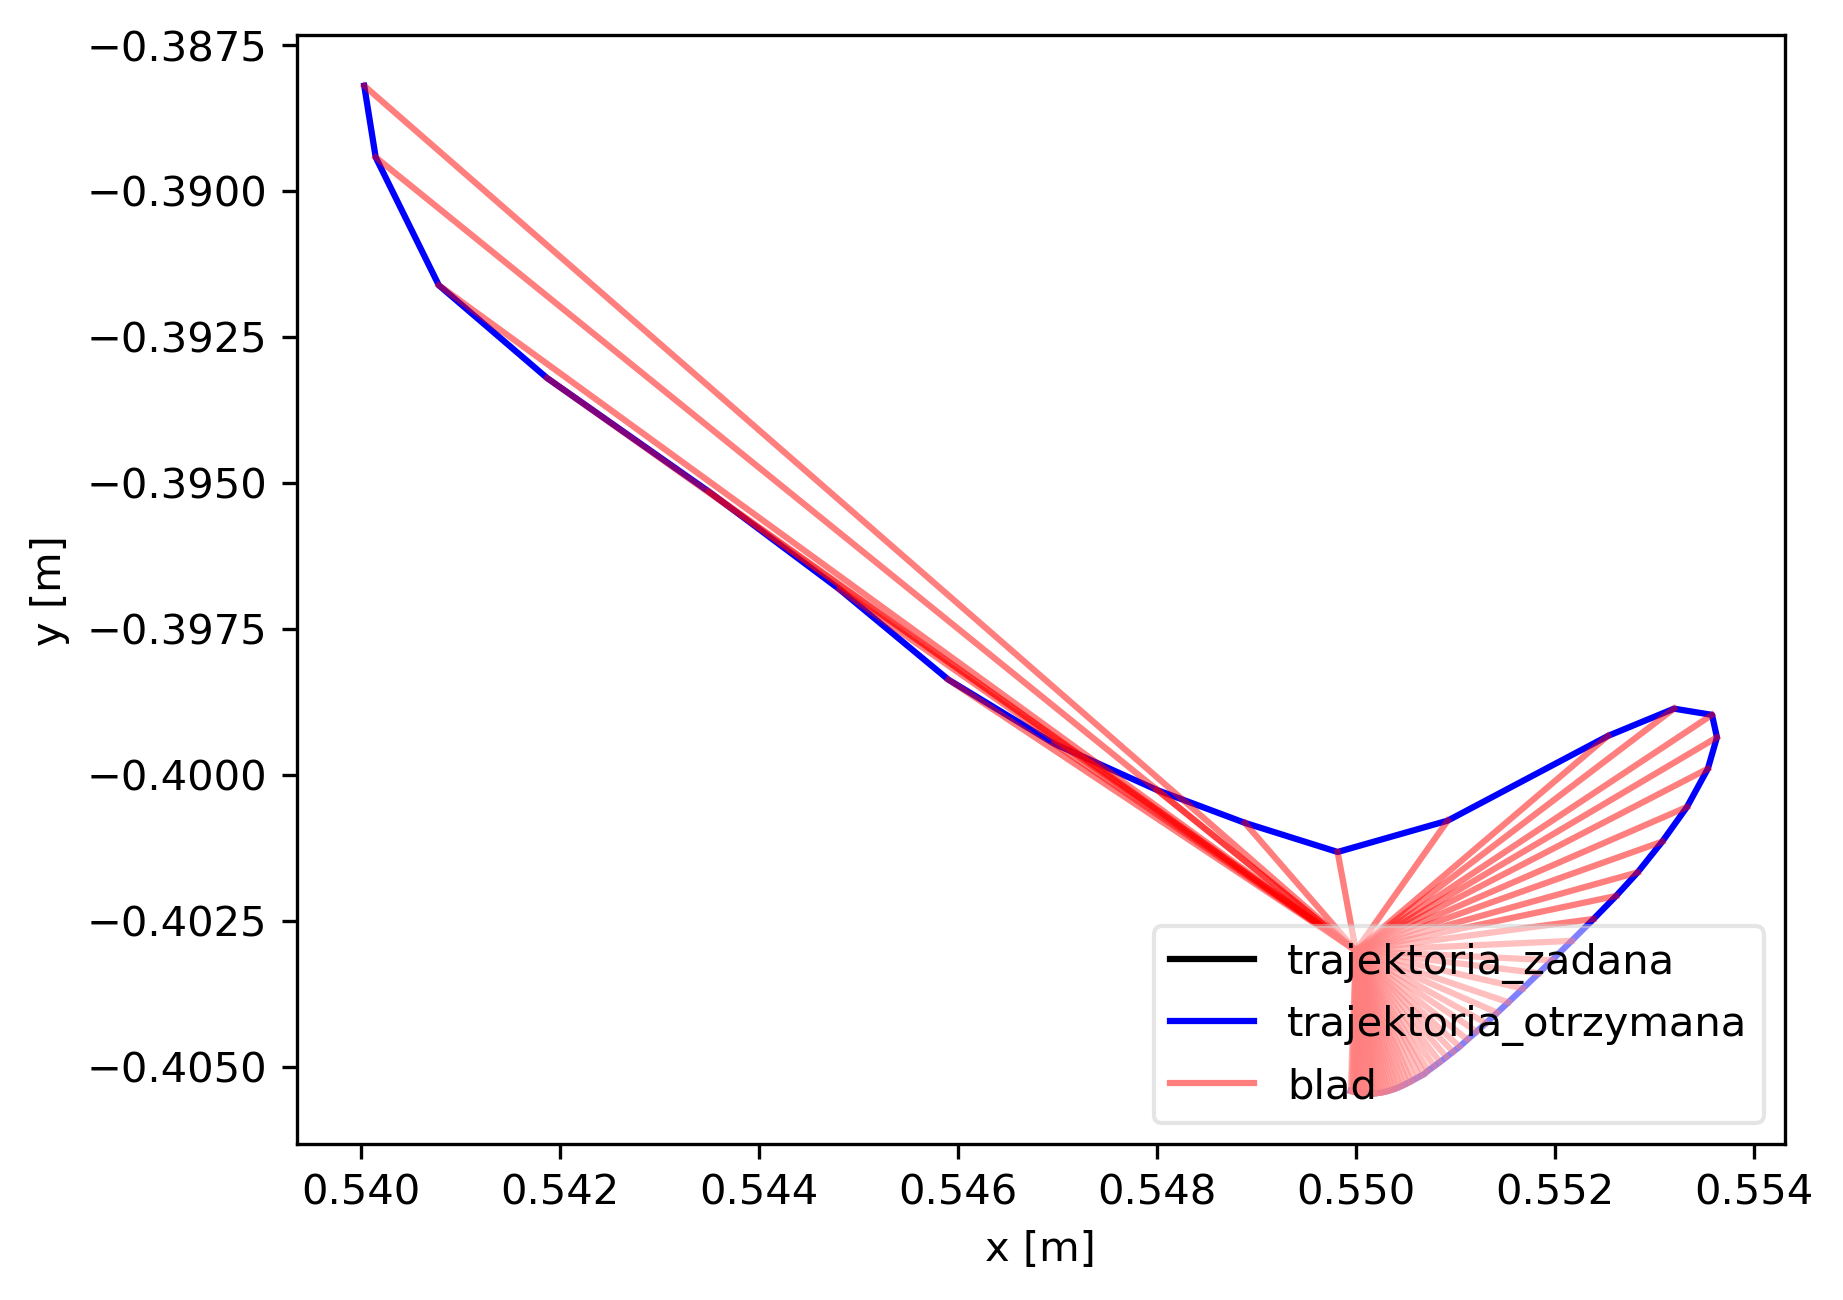 −0.3875
−0.3900
−0.3925
−0.3950
−0.3975
−0.4000
−0.4025
−0.4050
y [m]
trajektoria_zadana
trajektoria_otrzymana
blad
0.540 0.542 0.544 0.546 0.548 0.550 0.552 0.554
x [m]